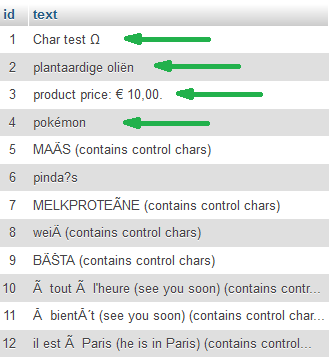 id text
1 Char test Ω
2 plantaardige oliën
3 product price: € 10,00.
4 pokémon
5 MAÃS (contains control chars)
6 pinda?s
7 MELKPROTEÃNE (contains control chars)
8 weiÃ (contains control chars)
9 BÄŠTA (contains control chars)
10 Ã  tout Ã  l'heure (see you soon) (contains contr...
11 Â  bientÃ´t (see you soon) (contains control char...
12 il est Ã  Paris (he is in Paris) (contains control...